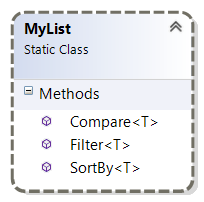 MyList
Static Class
Methods
Compare<T>
Filter<T>
SortBy<T>